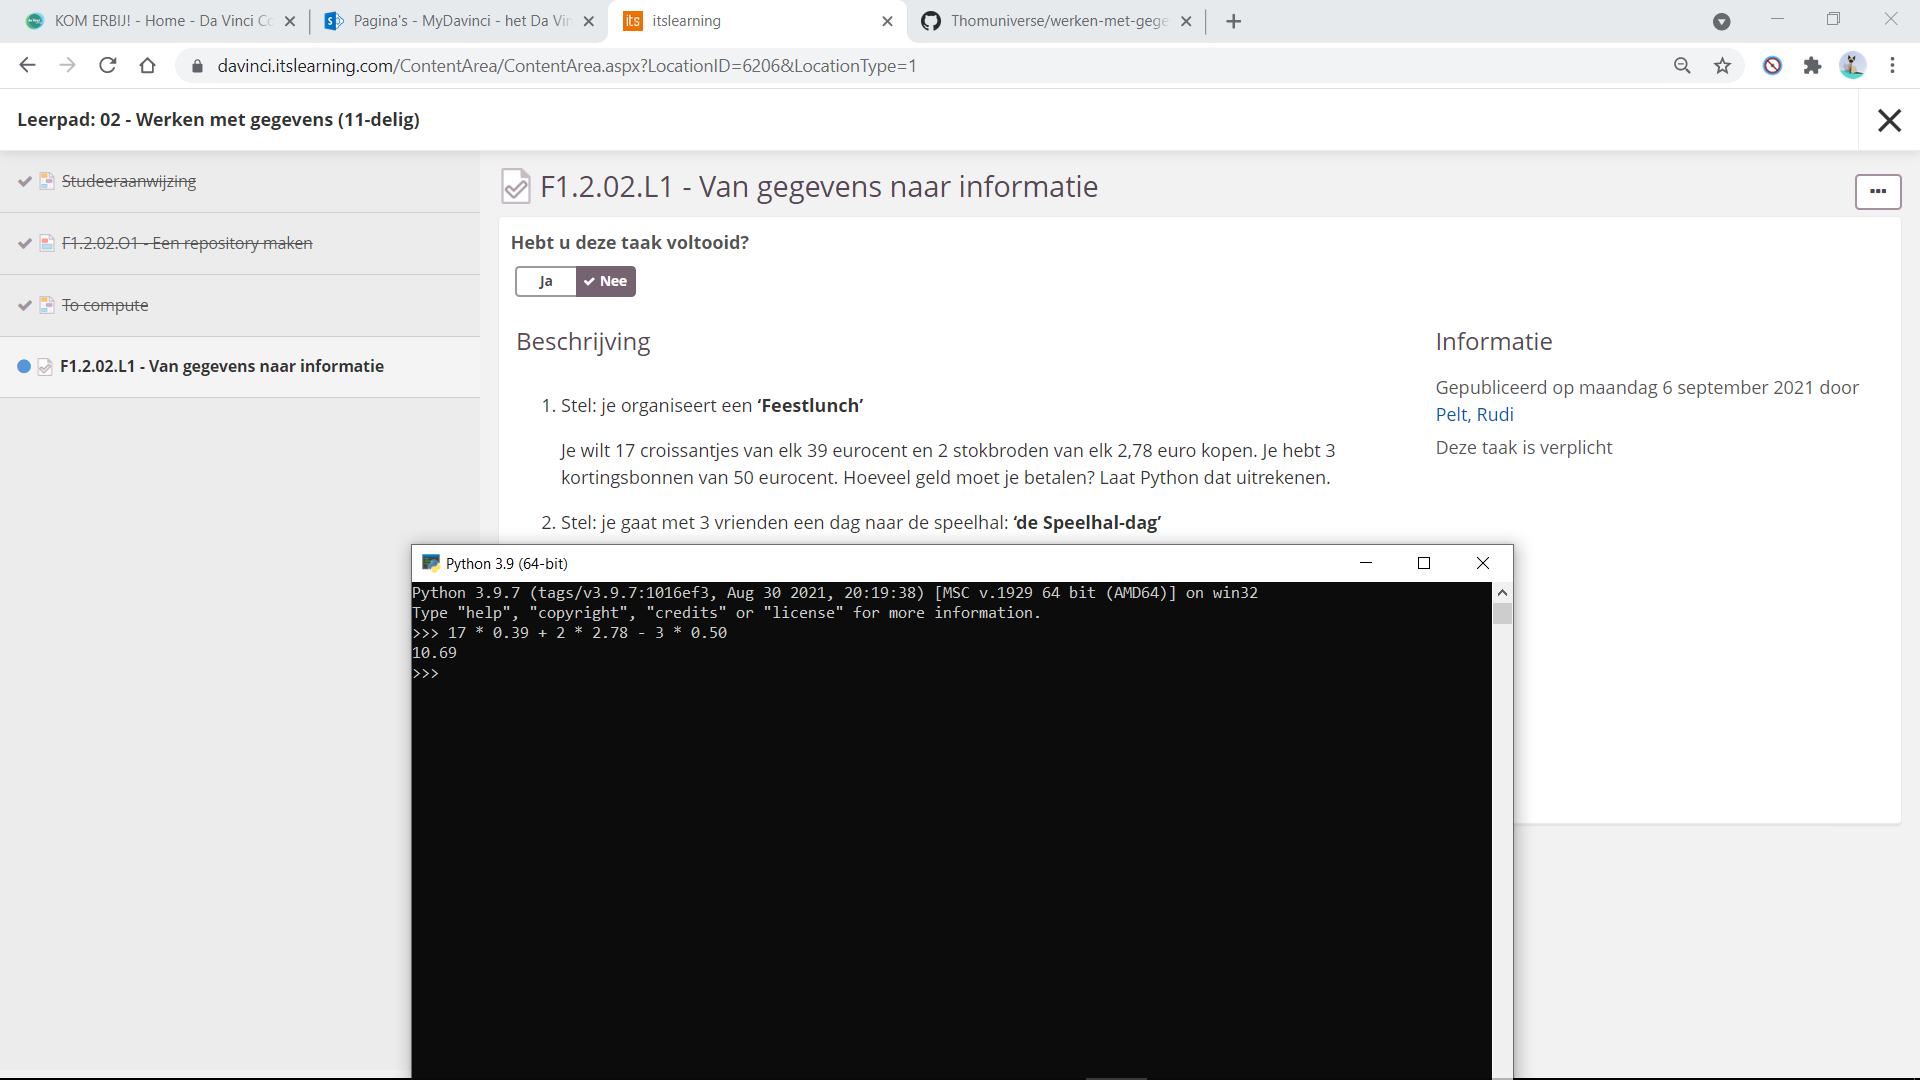 KOM ERBIJ! - Home - Da Vinci Co
Pagina's - MyDavinci - het Da Vin
its itslearning
Thomuniverse/werken-met-gege
davinci.itslearning.com/ContentArea/ContentArea.aspx?LocationID=6206&LocationType=1
Leerpad: 02 - Werken met gegevens (11-delig)
Studeeraanwijzing
F1.2.02.O1 - Een repository maken
To compute
F1.2.02.L1 - Van gegevens naar informatie
F1.2.02.L1 - Van gegevens naar informatie
Hebt u deze taak voltooid?
Ja Nee
Beschrijving
1. Stel: je organiseert een ‘Feestlunch’
Je wilt 17 croissantjes van elk 39 eurocent en 2 stokbroden van elk 2,78 euro kopen. Je hebt 3
kortingsbonnen van 50 eurocent. Hoeveel geld moet je betalen? Laat Python dat uitrekenen.
2. Stel: je gaat met 3 vrienden een dag naar de speelhal: ‘de Speelhal-dag’
Informatie
Gepubliceerd op maandag 6 september 2021 door
Pelt, Rudi
Deze taak is verplicht
Python 3.9 (64-bit)
Python 3.9.7 (tags/v3.9.7:1016ef3, Aug 30 2021, 20:19:38) [MSC v.1929 64 bit (AMD64)] on win32
Type "help", "copyright", "credits" or "license" for more information.
>>> 17 * 0.39 + 2 * 2.78 - 3 * 0.50
10.69
>>>